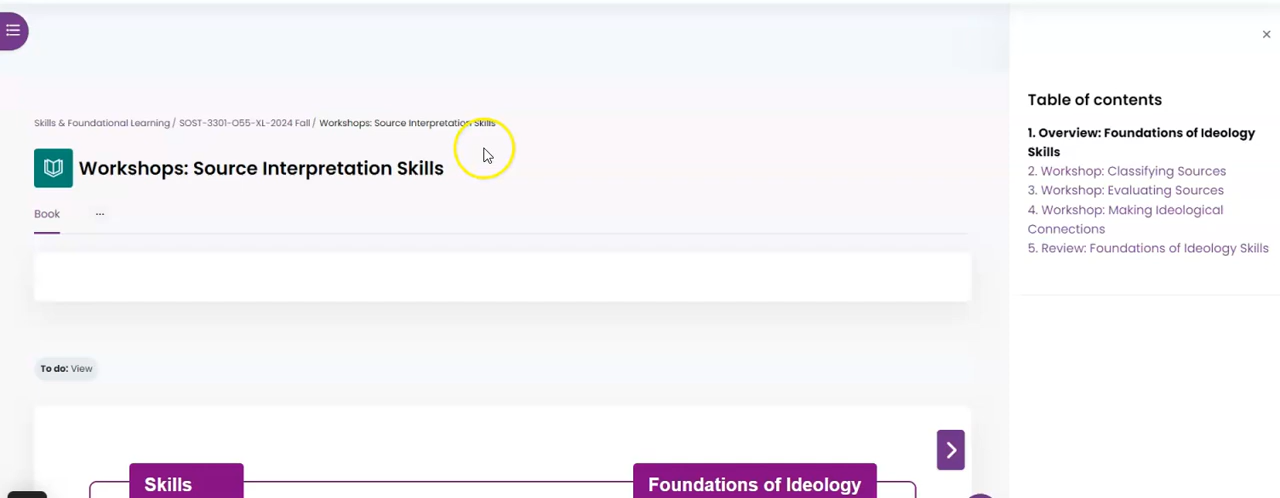 Skills & Foundational Learning / SOST-3301-O55-XL-2024 Fall / Workshops: Source Interpretation Skills
Workshops: Source Interpretation Skills
Book
...
To do: View
Skills
Foundations of Ideology
×
Table of contents
1. Overview: Foundations of Ideology
Skills
2. Workshop: Classifying Sources
3. Workshop: Evaluating Sources
4. Workshop: Making Ideological
Connections
5. Review: Foundations of Ideology Skills